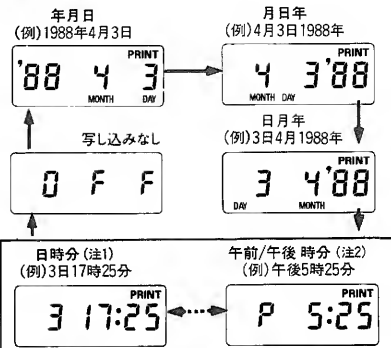 年月日
(例)1988年4月3日
PRINT
'88 4 3
MONTH DAY
月日年
(例)4月3日1988年
PRINT
4 3'88
MONTH DAY
日月年
(例)3日4月1988年
PRINT
3 4'88
DAY MONTH
写し込みなし
O F F
日時分(注1)
(例)3日17時25分
PRINT
3 17:25
午前/午後 時分(注2)
(例)午後5時25分
PRINT
P 5:25